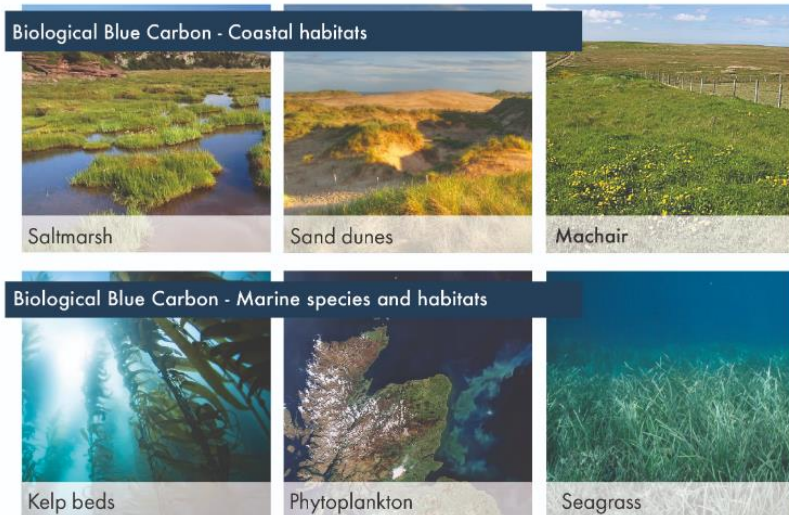 Biological Blue Carbon - Coastal habitats
Saltmarsh
Sand dunes
Machair
Biological Blue Carbon - Marine species and habitats
Kelp beds
Phytoplankton
Seagrass